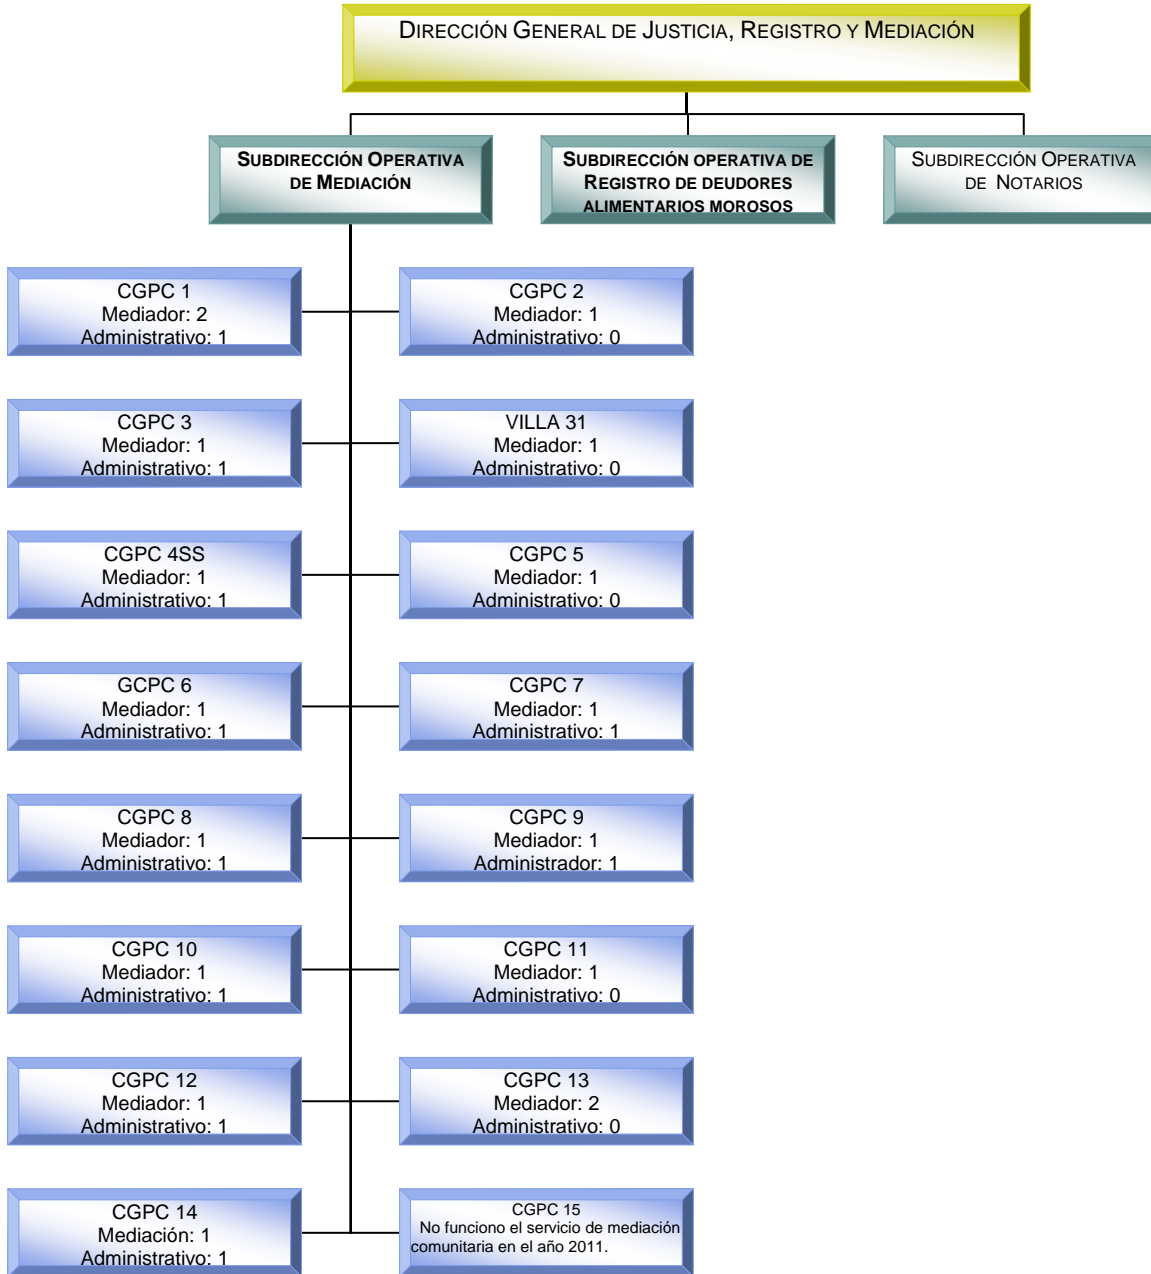 DIRECCIÓN GENERAL DE JUSTICIA, REGISTRO Y MEDIACIÓN
SUBDIRECCIÓN OPERATIVA
DE MEDIACIÓN
SUBDIRECCIÓN OPERATIVA DE
REGISTRO DE DEUDORES
ALIMENTARIOS MOROSOS
SUBDIRECCIÓN OPERATIVA
DE NOTARIOS
CGPC 1
Mediador: 2
Administrativo: 1
CGPC 2
Mediador: 1
Administrativo: 0
CGPC 3
Mediador: 1
Administrativo: 1
VILLA 31
Mediador: 1
Administrativo: 0
CGPC 4SS
Mediador: 1
Administrativo: 1
CGPC 5
Mediador: 1
Administrativo: 0
GCPC 6
Mediador: 1
Administrativo: 1
CGPC 7
Mediador: 1
Administrativo: 1
CGPC 8
Mediador: 1
Administrativo: 1
CGPC 9
Mediador: 1
Administrador: 1
CGPC 10
Mediador: 1
Administrativo: 1
CGPC 11
Mediador: 1
Administrativo: 0
CGPC 12
Mediador: 1
Administrativo: 1
CGPC 13
Mediador: 2
Administrativo: 0
CGPC 14
Mediación: 1
Administrativo: 1
CGPC 15
No funciono el servicio de mediación
comunitaria en el año 2011.